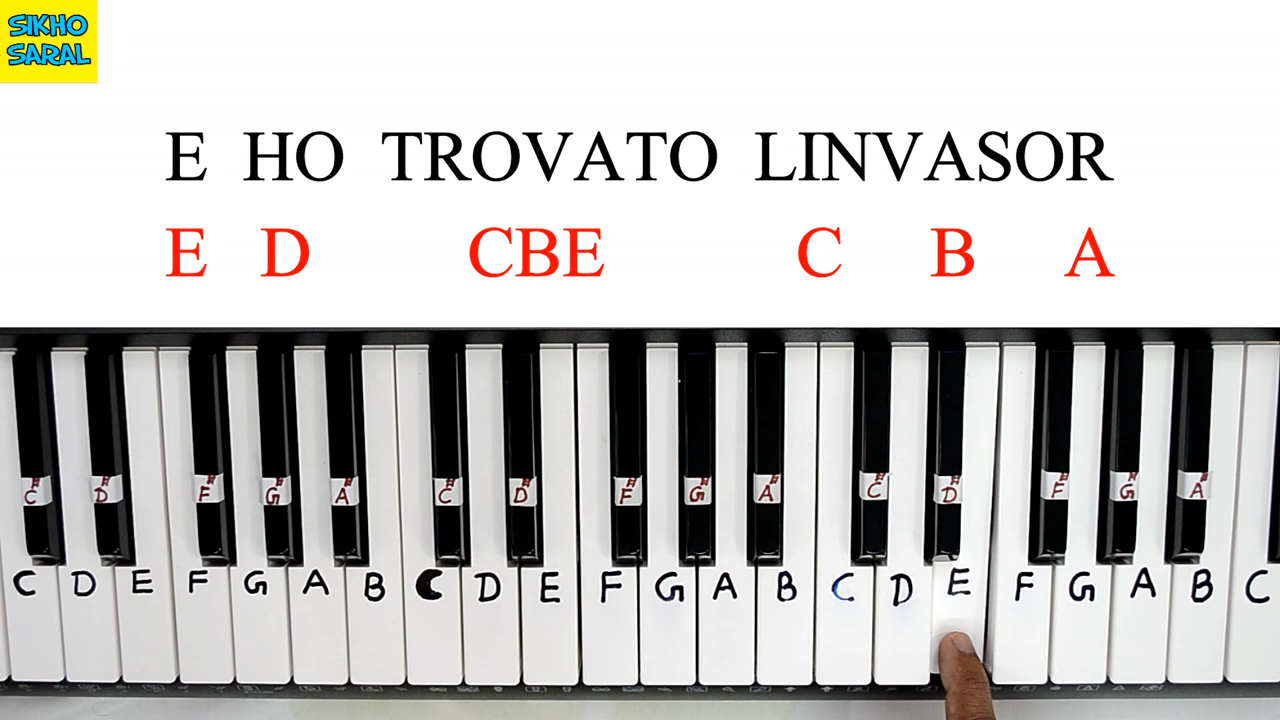 SIKHO
SARAL
E HO TROVATO LINVASOR
E D CBE C B A
C# D# F# G# A# C# D# F# G# A# C# D# F# G# A#
C D E F G A B C D E F G A B C D E F G A B C